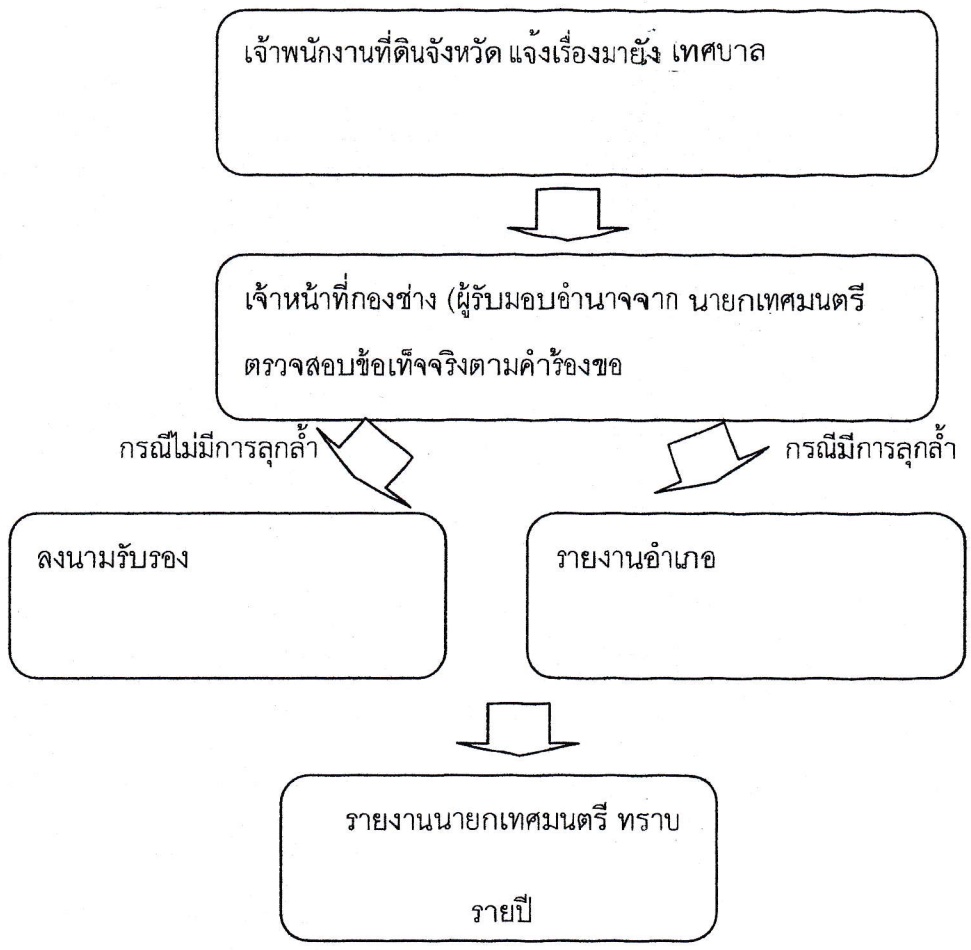 เจ้าพนักงานที่ดินจังหวัด แจ้งเรื่องมายัง เทศบาล
เจ้าหน้าที่กองช่าง (ผู้รับมอบอำนาจจาก นายกเทศมนตรี
ตรวจสอบข้อเท็จจริงตามคำร้องขอ
กรณีไม่มีการลุกล้ำ
กรณีมีการลุกล้ำ
ลงนามรับรอง
รายงานอำเภอ
รายงานนายกเทศมนตรี ทราบ
รายปี